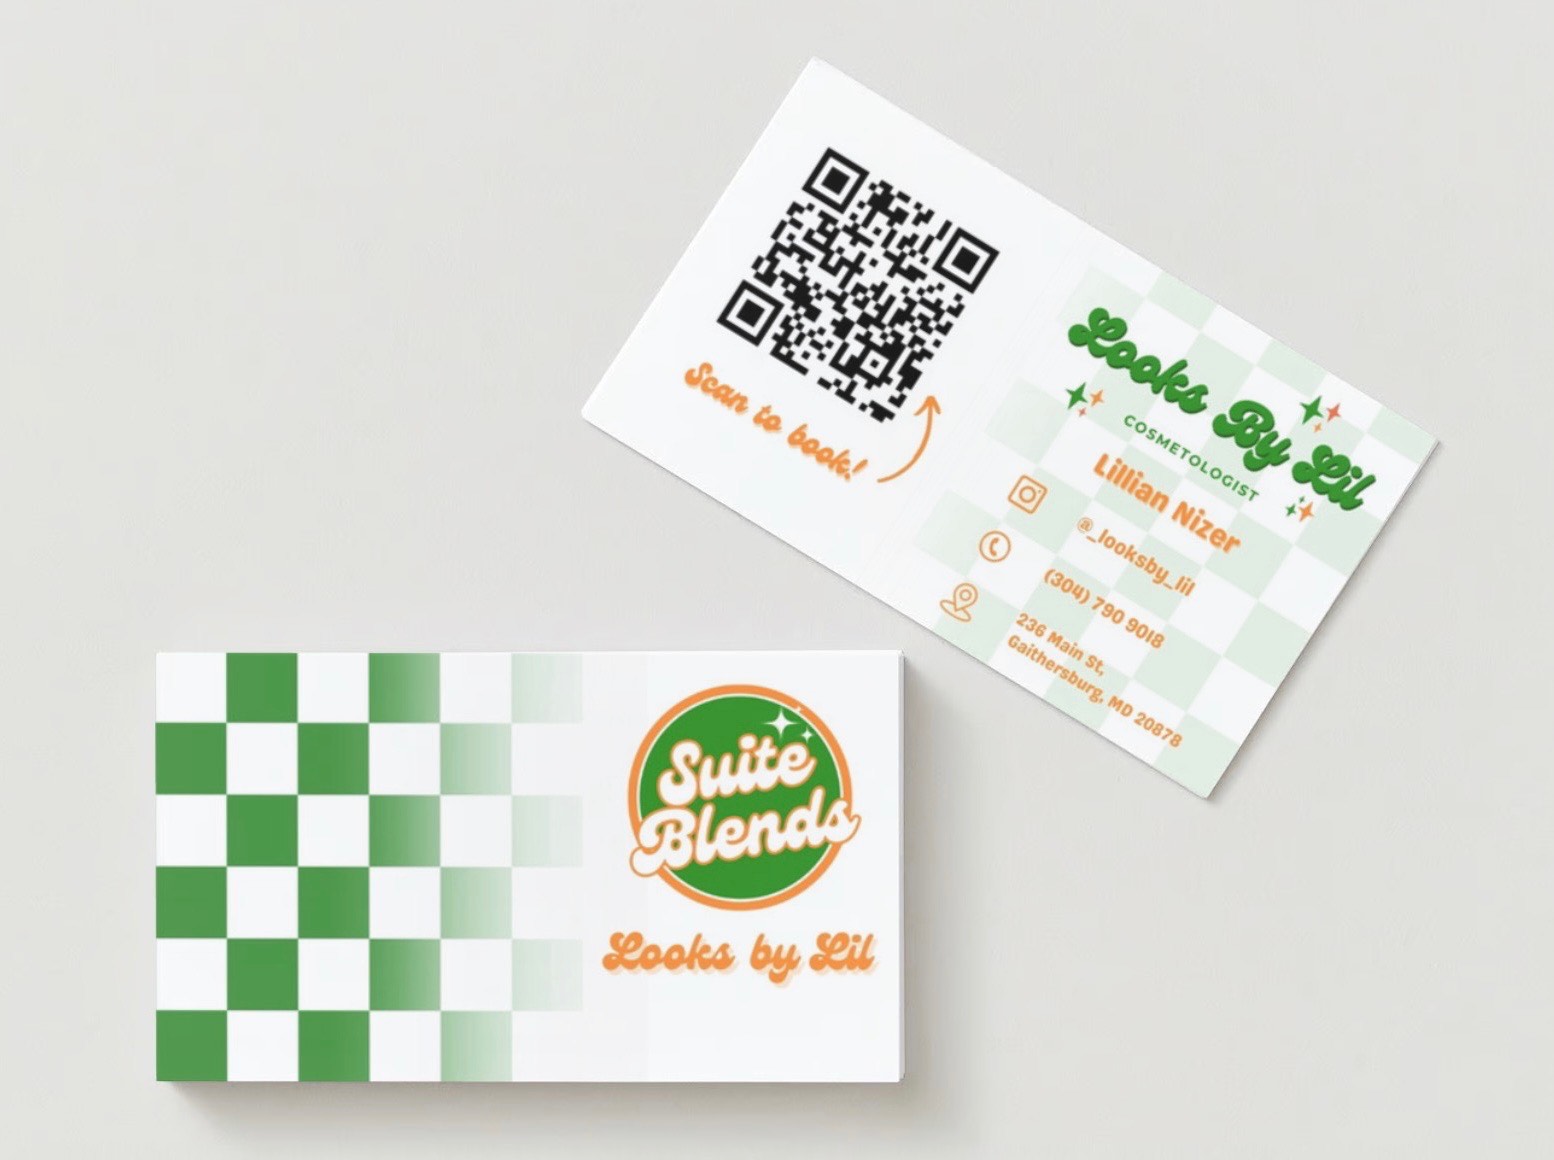 Scan to book!
Looks By Lil
COSMETOLOGIST
Lillian Nizer
@_looksby_lil
(304) 790 9018
236 Main St,
Gaithersburg, MD 20878
Suite
Blends
Looks by Lil